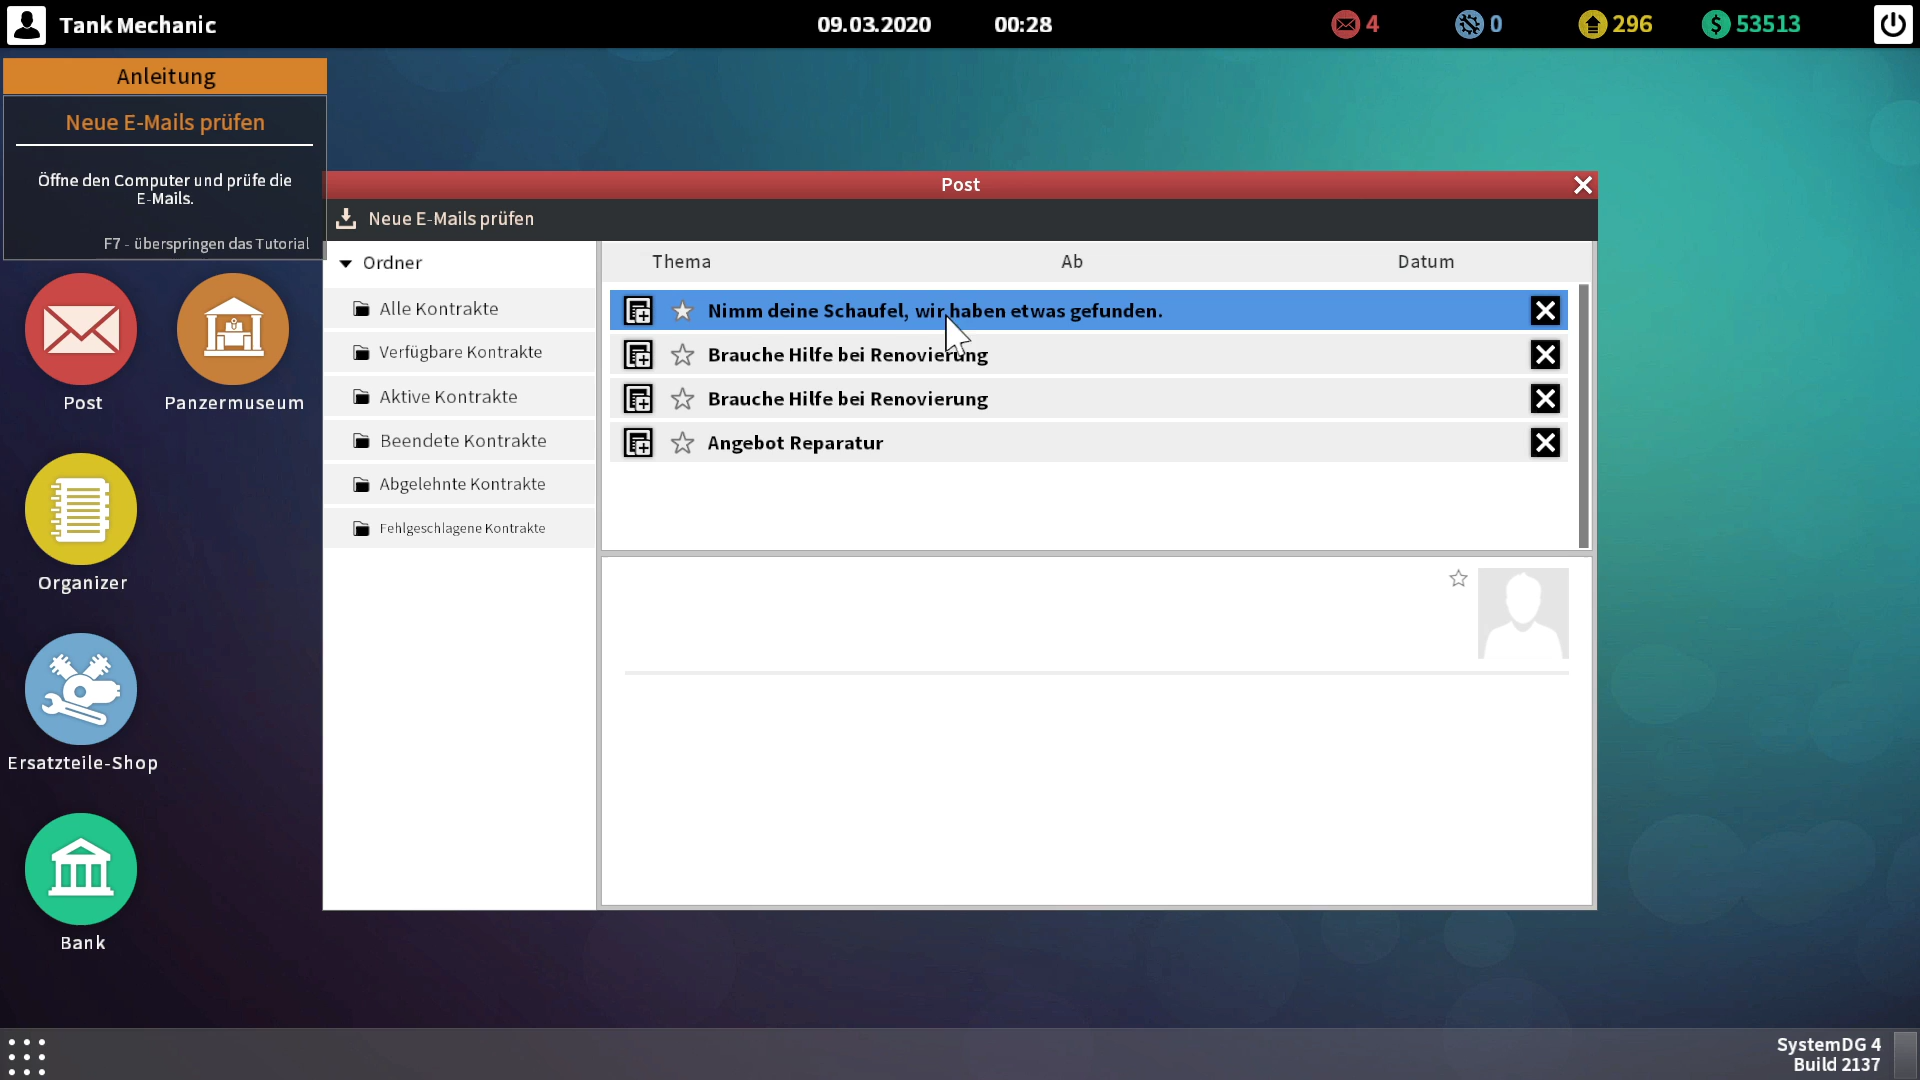 Tank Mechanic
09.03.2020
00:28
4
0
296
53513
Anleitung
Neue E-Mails prüfen
Öffne den Computer und prüfe die
E-Mails.
F7 - überspringen das Tutorial
Post
Panzermuseum
Organizer
Ersatzteile-Shop
Bank
Post
Neue E-Mails prüfen
Ordner
Alle Kontrakte
Verfügbare Kontrakte
Aktive Kontrakte
Beendete Kontrakte
Abgelehnte Kontrakte
Fehlgeschlagene Kontrakte
Thema
Ab
Datum
Nimm deine Schaufel, wir haben etwas gefunden.
Brauche Hilfe bei Renovierung
Brauche Hilfe bei Renovierung
Angebot Reparatur
SystemDG 4
Build 2137